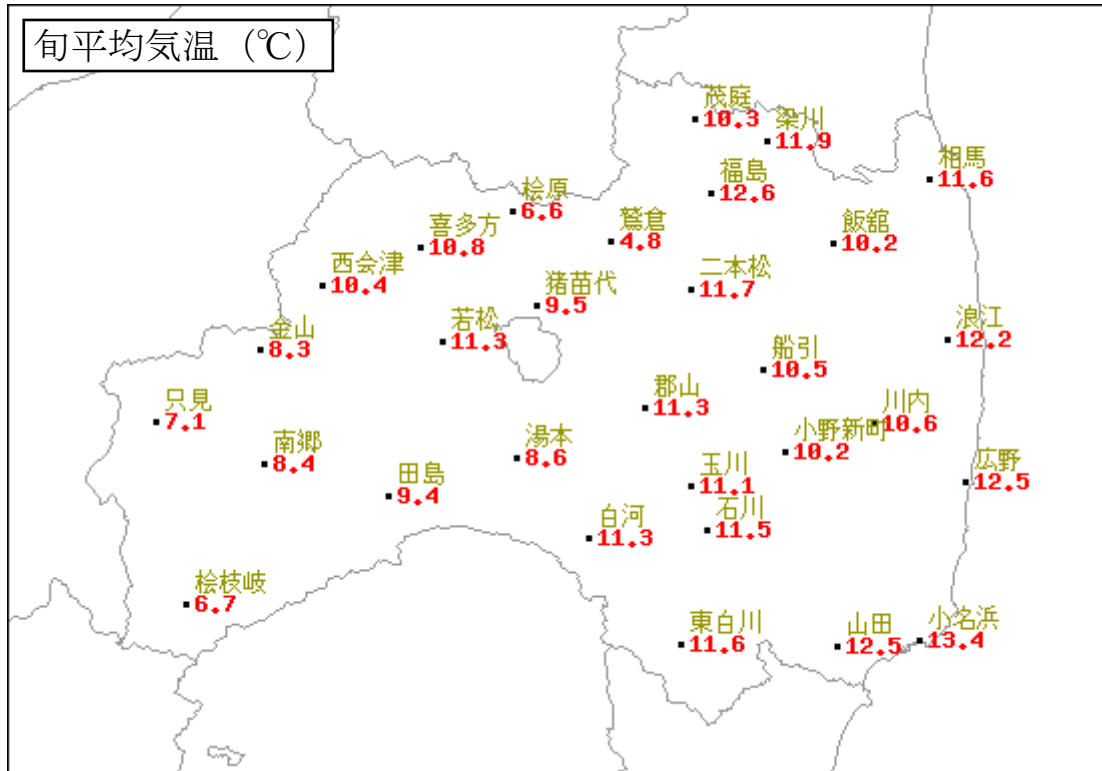 旬平均気温（℃）
茂庭
10.3
梁川
11.9
相馬
11.6
福島
12.6
桧原
6.6
喜多方
10.8
鷲倉
4.8
飯舘
10.2
西会津
10.4
猪苗代
9.5
二本松
11.7
金山
8.3
若松
11.3
浪江
12.2
船引
10.5
只見
7.1
郡山
11.3
川内
10.6
南郷
8.4
湯本
8.6
小野新町
10.2
田島
9.4
玉川
11.1
広野
12.5
白河
11.3
石川
11.5
桧枝岐
6.7
東白川
11.6
山田
12.5
小名浜
13.4